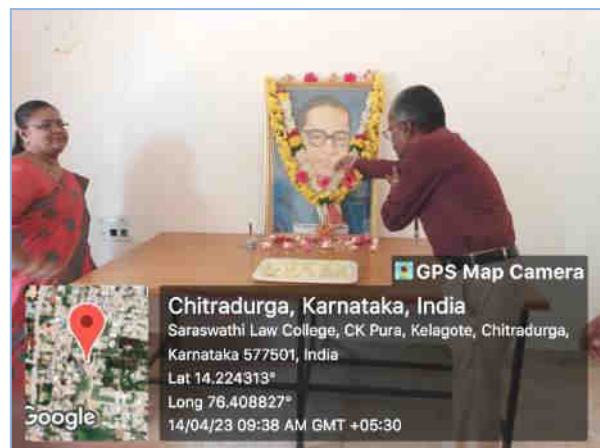 GPS Map Camera
Chitradurga, Karnataka, India
Saraswathi Law College, CK Pura, Kelagote, Chitradurga,
Karnataka 577501, India
Lat 14.224313°
Long 76.408827°
14/04/23 09:38 AM GMT +05:30
Google